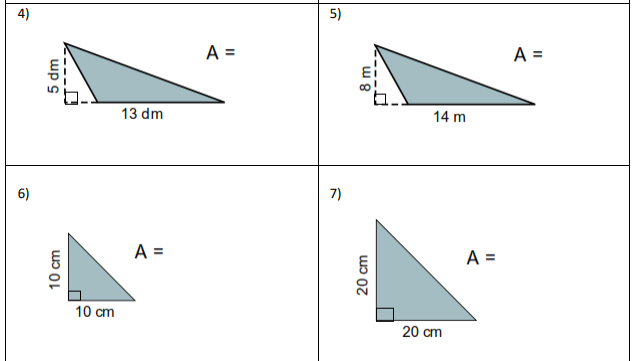 4)
5 dm
A =
13 dm
5)
8 m
A =
14 m
6)
10 cm
A =
10 cm
7)
20 cm
A =
20 cm